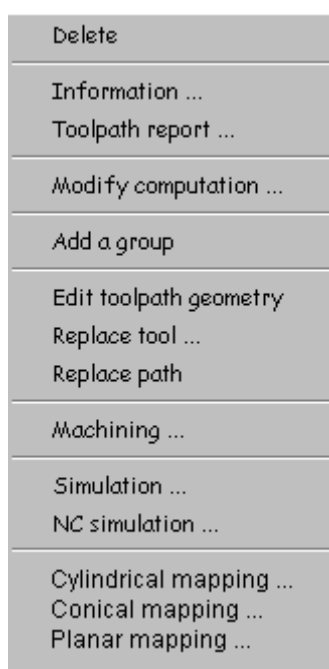 Delete
Information ...
Toolpath report ...
Modify computation ...
Add a group
Edit toolpath geometry
Replace tool ...
Replace path
Machining ...
Simulation ...
NC simulation ...
Cylindrical mapping ...
Conical mapping ...
Planar mapping ...